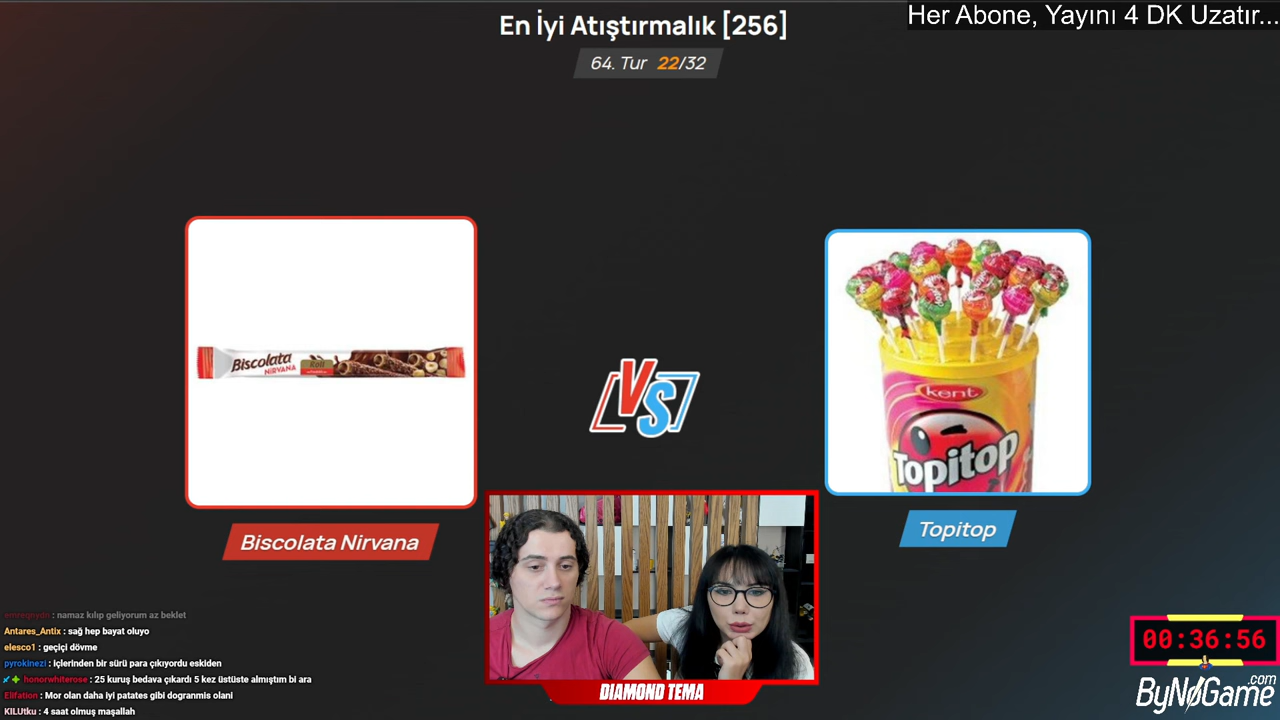 En İyi Atıştırmalık [256]
Her Abone, Yayını 4 DK Uzatır...
64. Tur 22/32
Biscolata
NiRVANA
Roll
VS
kent
Topitop
Biscolata Nirvana
Topitop
: namaz kılıp geliyorum az beklet
Antares_Antix : sağ hep bayat oluyo
elesco1 : geçiçi dövme
pyrokinezi : içlerinden bir sürü para çıkıyordu eskiden
honorwhiterose : 25 kuruş bedava çıkardı 5 kez üstüste almıştım bi ara
Elifation : Mor olan daha iyi patates gibi dogranmis olani
KILUtku : 4 saat olmuş maşallah
DIAMOND TEMA
00:36:56
ByNoGame.com